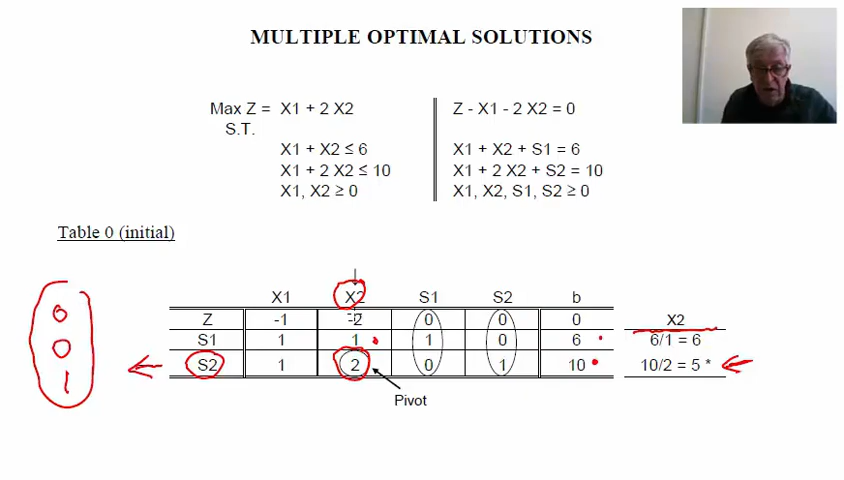 MULTIPLE OPTIMAL SOLUTIONS
Max Z = X1 + 2 X2
S.T.
X1 + X2 ≤ 6
X1 + 2 X2 ≤ 10
X1, X2 ≥ 0
Z - X1 - 2 X2 = 0
X1 + X2 + S1 = 6
X1 + 2 X2 + S2 = 10
X1, X2, S1, S2 ≥ 0
Table 0 (initial)
X1 X2 S1 S2 b
Z -1 -2 0 0 0 X2
S1 1 1 1 0 6 6/1 = 6
S2 1 2 0 1 10 10/2 = 5 *
Pivot
0
0
1